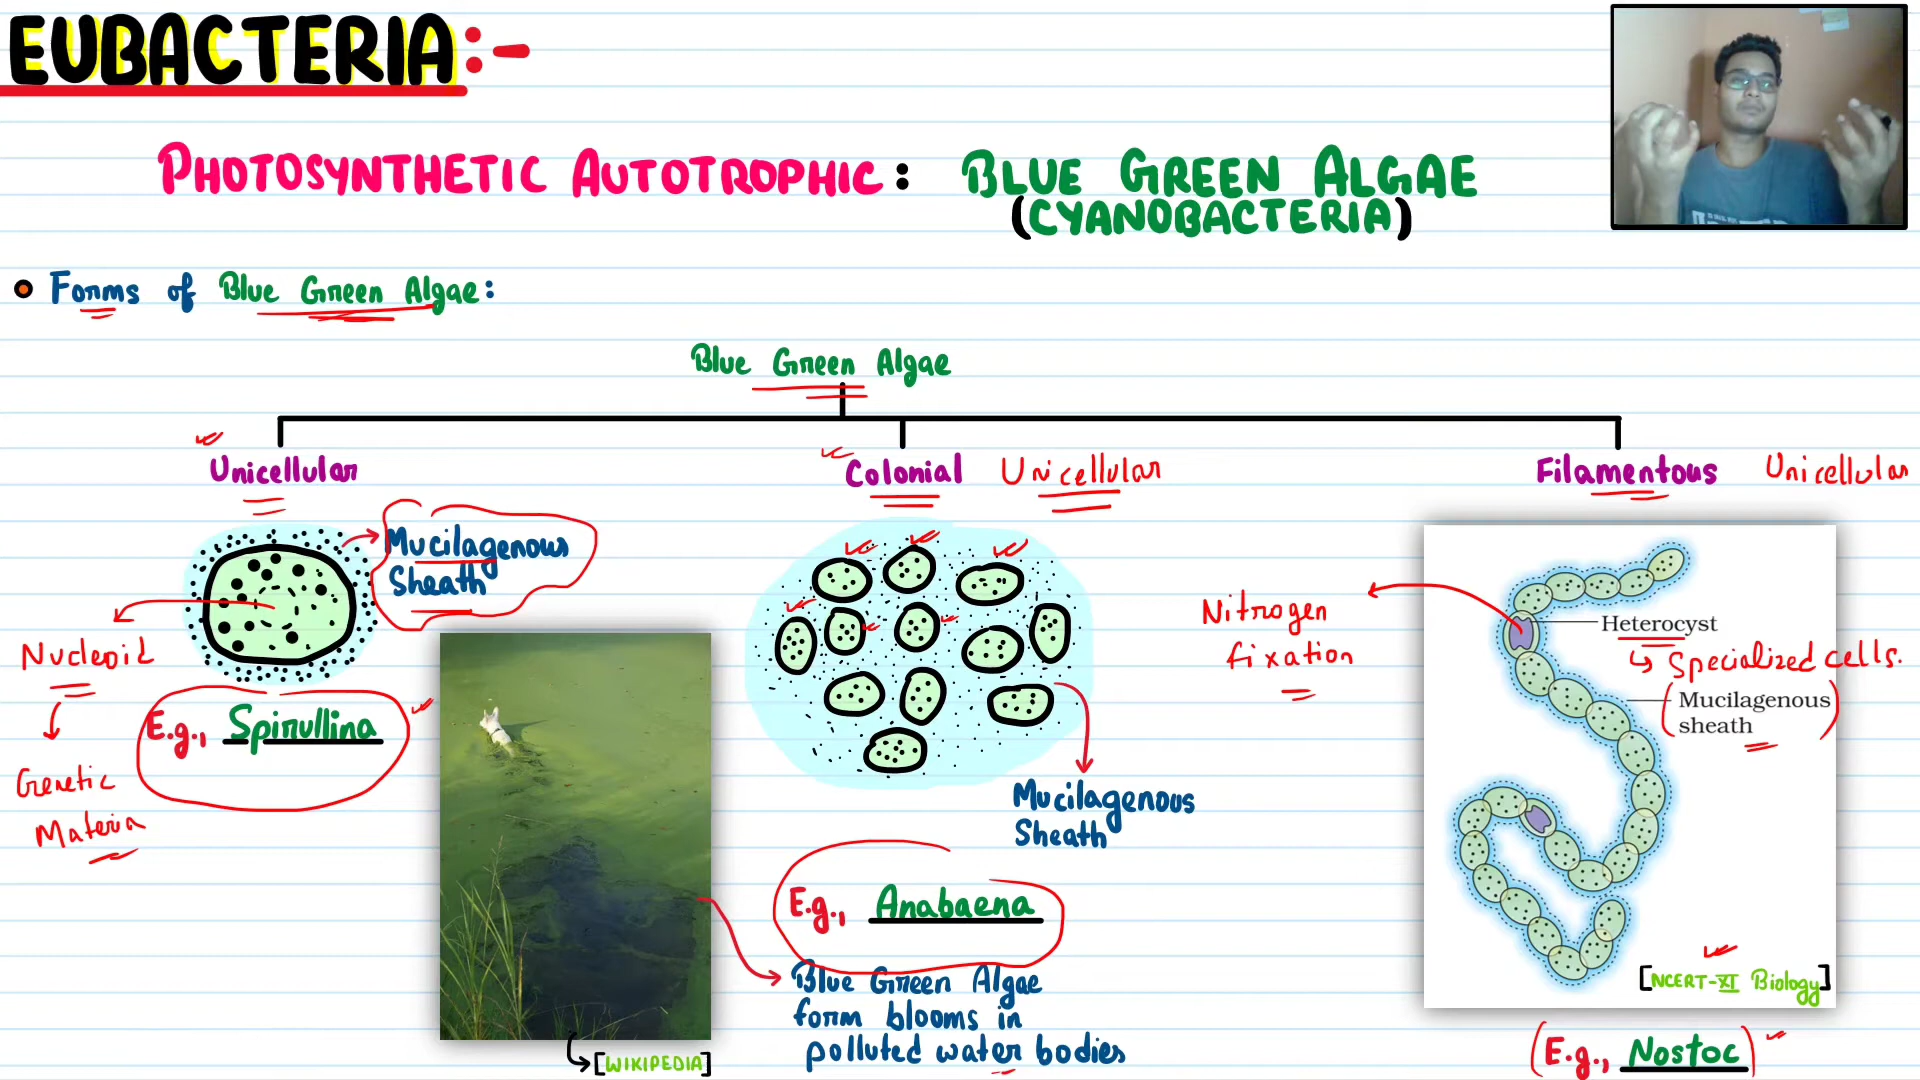 EUBACTERIA:-
PHOTOSYNTHETIC AUTOTROPHIC: BLUE GREEN ALGAE
(CYANOBACTERIA)
Forms of Blue Green Algae:
Blue Green Algae
Unicellular
Colonial Unicellular
Filamentous Unicellular
Mucilagenous
Sheath
Nucleoid
Genetic
Materia
E.g., Spirullina
[WIKIPEDIA]
Mucilagenous
Sheath
E.g., Anabaena
Blue Green Algae
form blooms in
polluted water bodies
Nitrogen
fixation
Heterocyst
Specialized cells.
(Mucilagenous
sheath)
[NCERT-XI Biology]
(E.g., Nostoc)